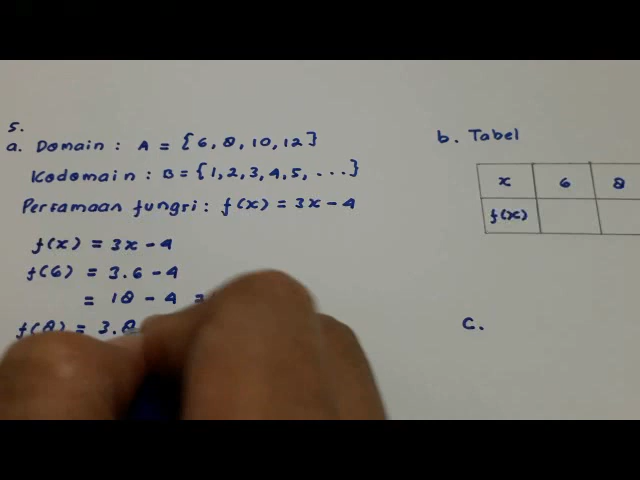 5.
a. Domain : A = {6, 8, 10, 12}
Kodomain : B = {1, 2, 3, 4, 5, ...}
Persamaan fungsi : f(x) = 3x - 4
f(x) = 3x - 4
f(6) = 3.6 - 4
= 18 - 4 =
f(8) = 3.8
b. Tabel
x 6 8
f(x)
c.